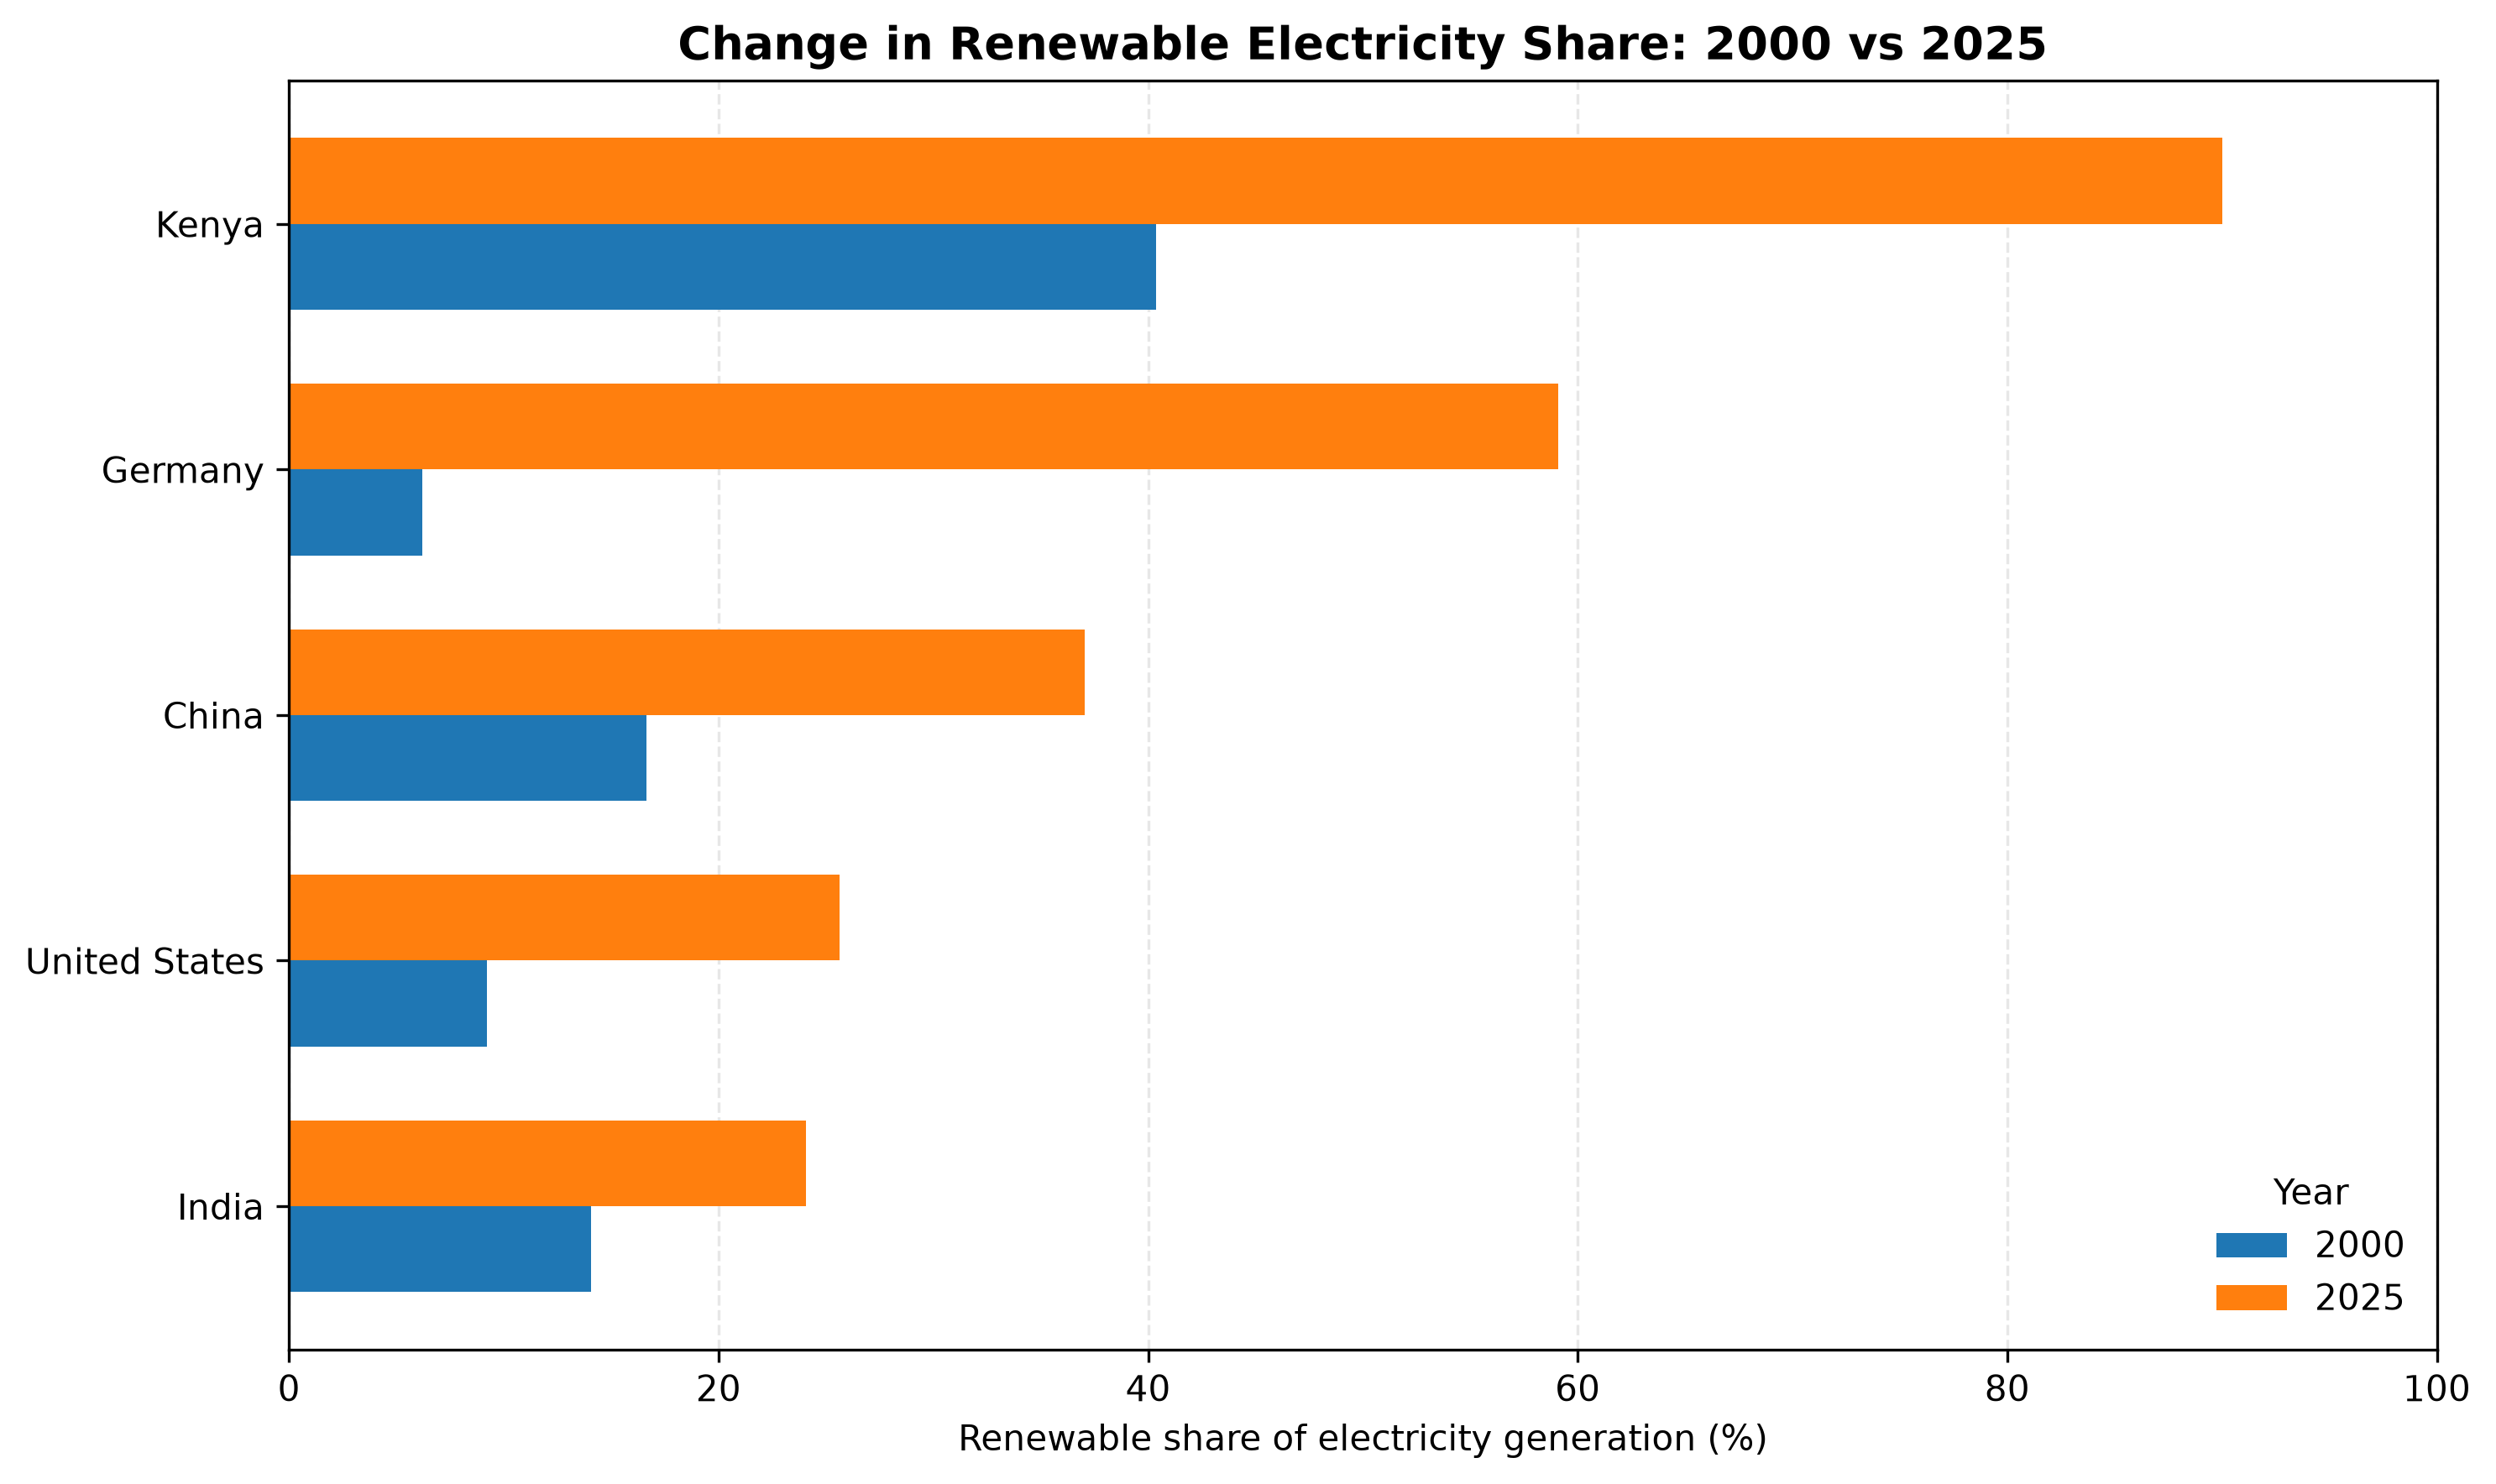 Change in Renewable Electricity Share: 2000 vs 2025
Kenya
Germany
China
United States
India
Year
2000
2025
0 20 40 60 80 100
Renewable share of electricity generation (%)